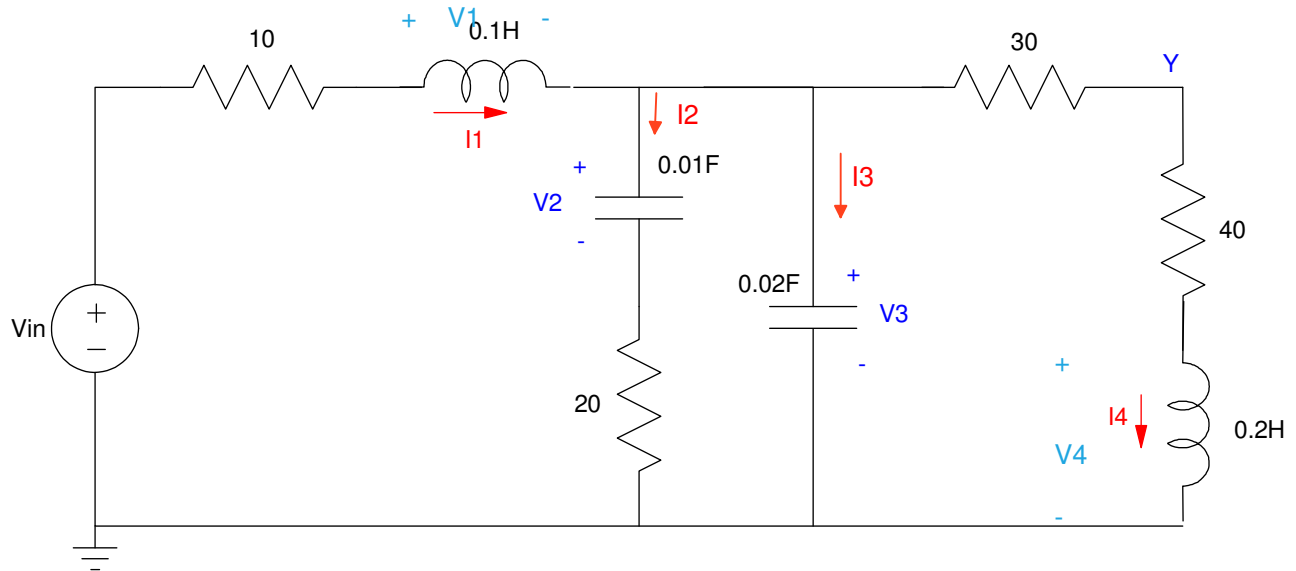 + V1 -
10
0.1H
30
Y
I1
I2
+
0.01F
V2
-
I3
40
0.02F
+
V3
-
Vin
+
−
20
+
I4
0.2H
V4
-